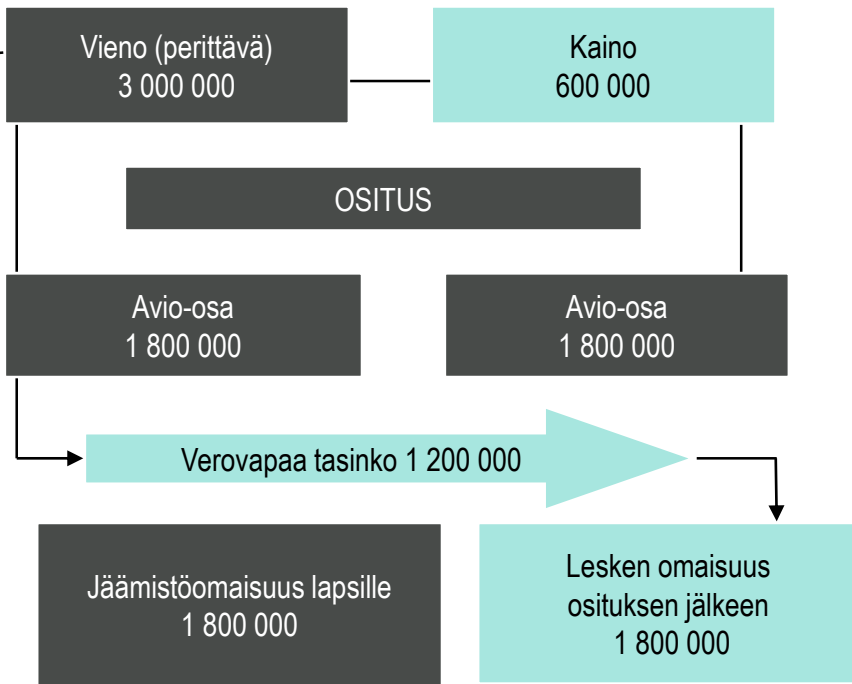 Vieno (perittävä)
3 000 000
Kaino
600 000
OSITUS
Avio-osa
1 800 000
Avio-osa
1 800 000
Verovapaa tasinko 1 200 000
Jäämistöomaisuus lapsille
1 800 000
Lesken omaisuus
osituksen jälkeen
1 800 000